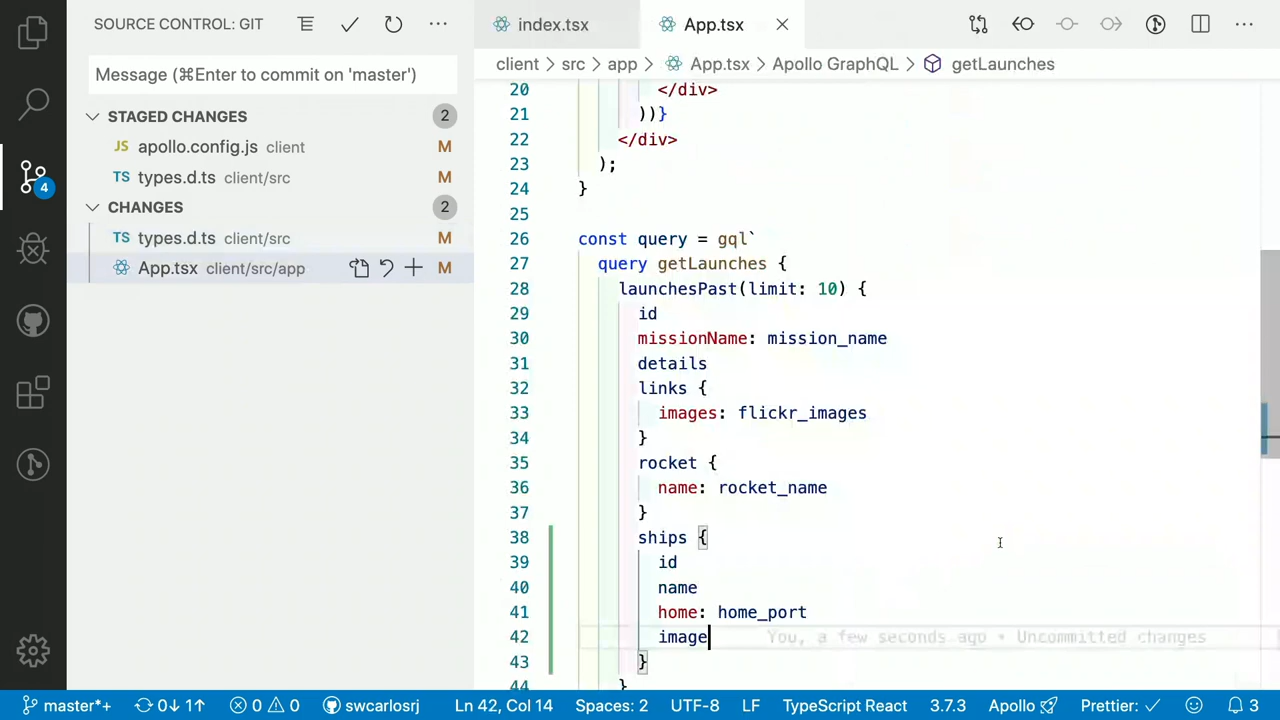 SOURCE CONTROL: GIT
Message (⌘Enter to commit on 'master')
STAGED CHANGES 2
JS apollo.config.js client M
TS types.d.ts client/src M
CHANGES 2
TS types.d.ts client/src M
App.tsx client/src/app M
4
index.tsx
App.tsx
client > src > app > App.tsx > Apollo GraphQL > getLaunches
20 </div>
21 ))}
22 </div>
23 );
24 }
25
26 const query = gql`
27 query getLaunches {
28 launchesPast(limit: 10) {
29 id
30 missionName: mission_name
31 details
32 links {
33 images: flickr_images
34 }
35 rocket {
36 name: rocket_name
37 }
38 ships {
39 id
40 name
41 home: home_port
42 image You, a few seconds ago • Uncommitted changes
43 }
44 }
master*+ 0↓ 1↑ 0 0 swcarlosrj Ln 42, Col 14 Spaces: 2 UTF-8 LF TypeScript React 3.7.3 Apollo Prettier: ✓ 3